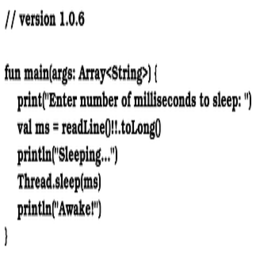 // version 1.0.6
fun main(args: Array<String>) {
    print("Enter number of milliseconds to sleep: ")
    val ms = readLine()!!.toLong()
    println("Sleeping...")
    Thread.sleep(ms)
    println("Awake!")
}